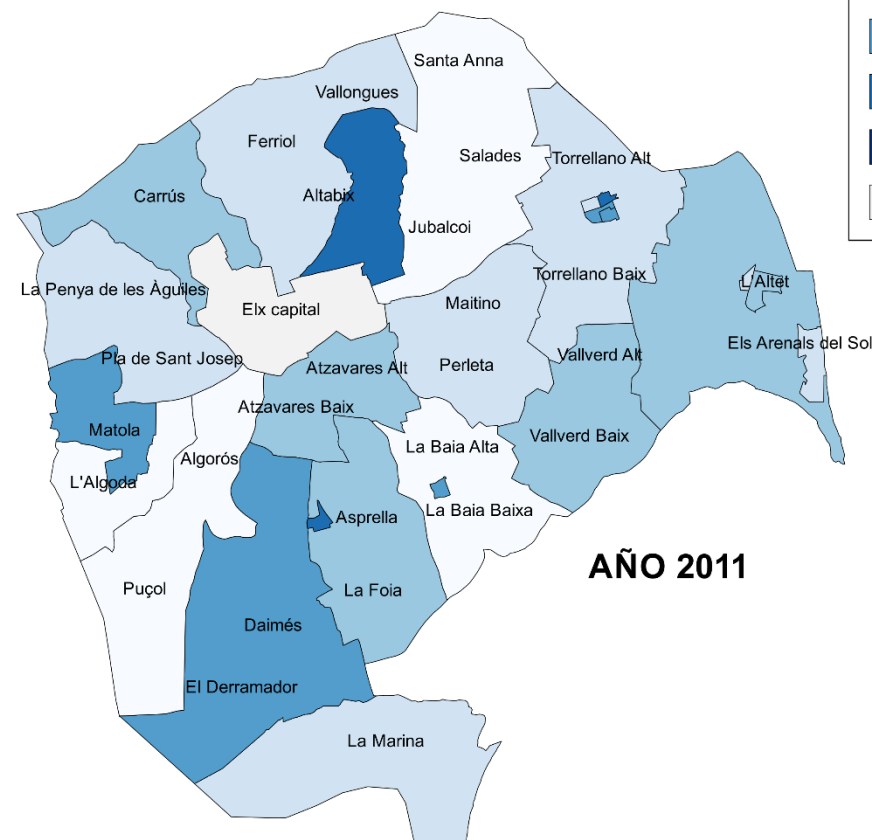 Santa Anna
Vallongues
Ferriol
Salades
Torrellano Alt
Carrús
Altabix
Jubalcoi
Torrellano Baix
L'Altet
La Penya de les Àguiles
Elx capital
Maitino
Els Arenals del Sol
Pla de Sant Josep
Atzavares Alt
Perleta
Vallverd Alt
Atzavares Baix
Matola
Vallverd Baix
La Baia Alta
Algorós
L'Algoda
La Baia Baixa
Asprella
AÑO 2011
Puçol
La Foia
Daimés
El Derramador
La Marina